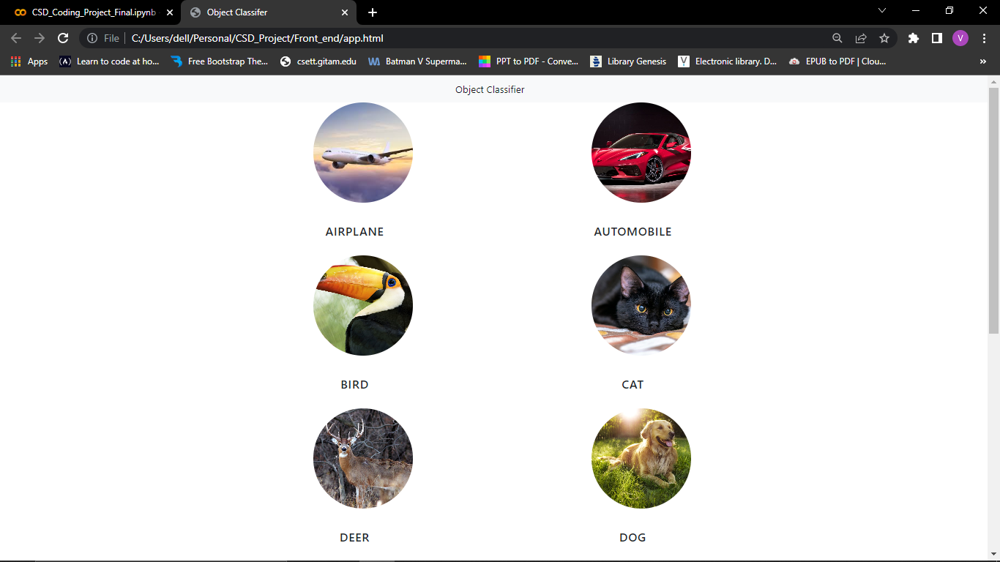 CSD_Coding_Project_Final.ipynb
Object Classifer
File
C:/Users/dell/Personal/CSD_Project/Front_end/app.html
V
Apps
Learn to code at ho...
Free Bootstrap The...
csett.gitam.edu
Batman V Superma...
PPT to PDF - Conve...
Library Genesis
Electronic library. D...
EPUB to PDF | Clou...
»
Object Classifier
AIRPLANE
AUTOMOBILE
BIRD
CAT
DEER
DOG